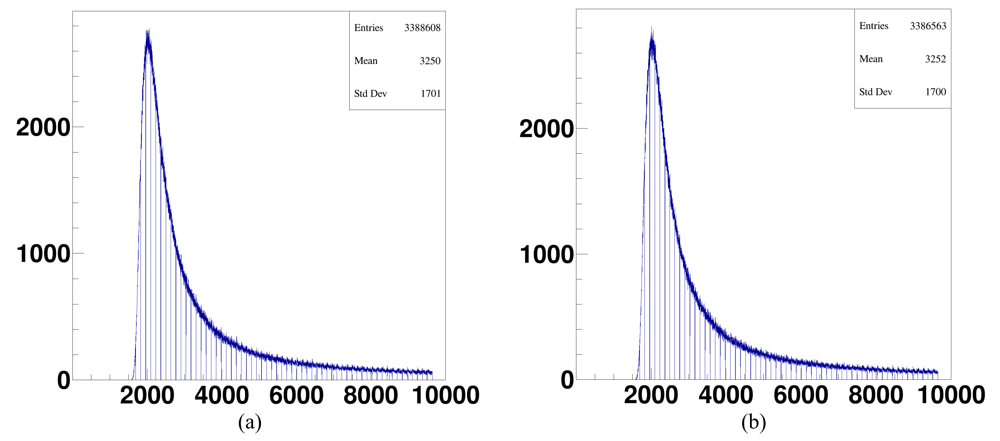 Entries 3388608
Mean 3250
Std Dev 1701
2000
1000
0
2000 4000 6000 8000 10000
(a)
Entries 3386563
Mean 3252
Std Dev 1700
2000
1000
0
2000 4000 6000 8000 10000
(b)